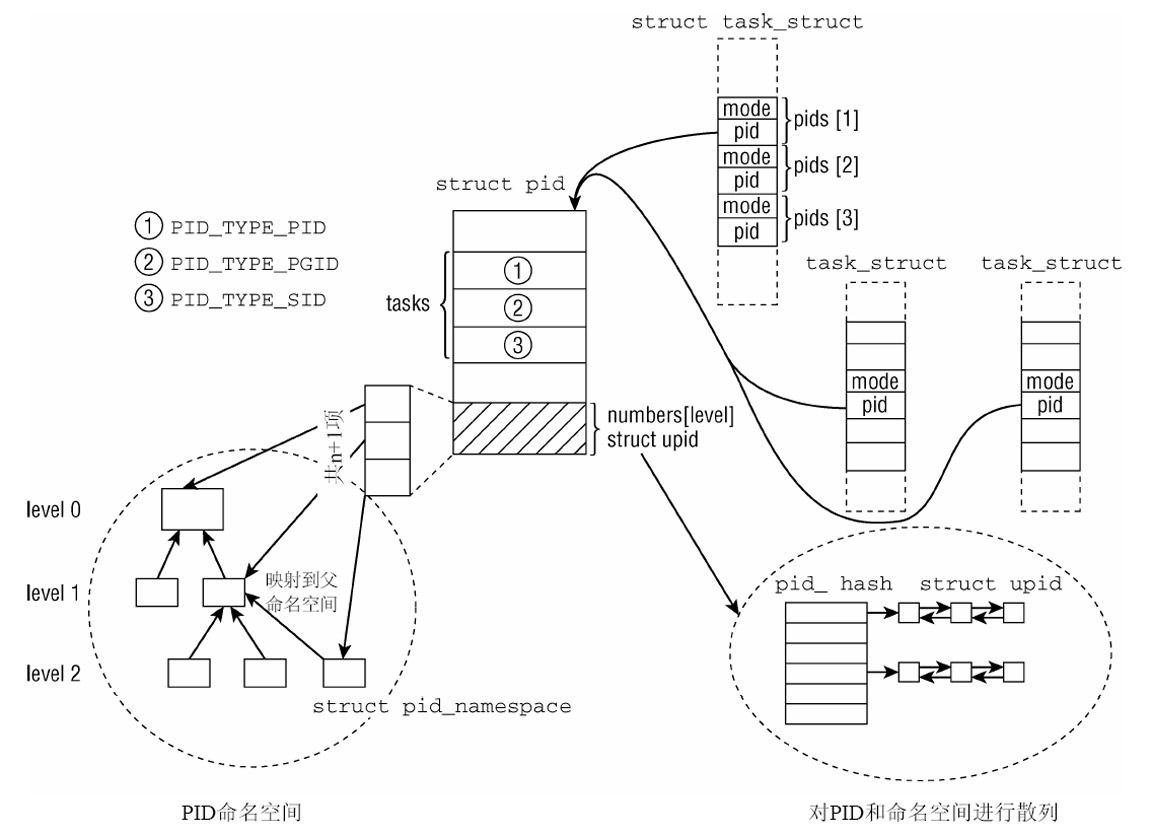 struct task_struct
mode
pid
pids [1]
mode
pid
pids [2]
mode
pid
pids [3]
struct pid
① PID_TYPE_PID
② PID_TYPE_PGID
③ PID_TYPE_SID
tasks
①
②
③
numbers[level]
struct upid
task_struct
mode
pid
task_struct
mode
pid
共n+1项
level 0
level 1
level 2
映射到父
命名空间
struct pid_namespace
pid_ hash
struct upid
PID命名空间
对PID和命名空间进行散列